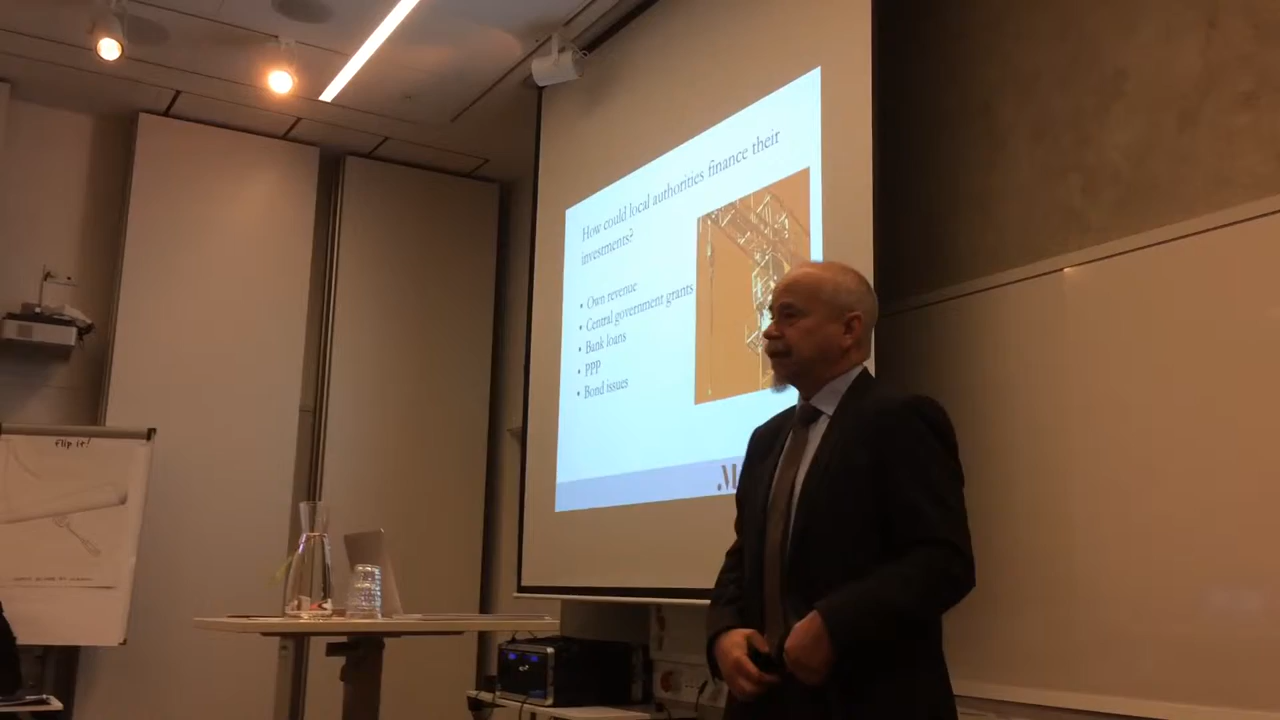 How could local authorities finance their
investments?
• Own revenue
• Central government grants
• Bank loans
• PPP
• Bond issues
flip it!